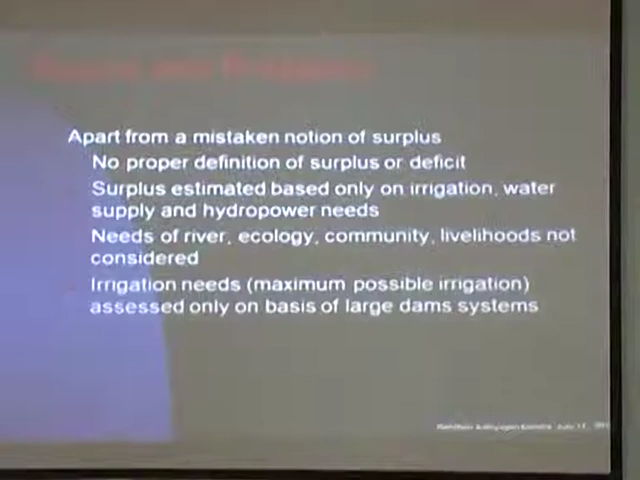 Apart from a mistaken notion of surplus
No proper definition of surplus or deficit
Surplus estimated based only on irrigation, water
supply and hydropower needs
Needs of river, ecology, community, livelihoods not
considered
Irrigation needs (maximum possible irrigation)
assessed only on basis of large dams systems